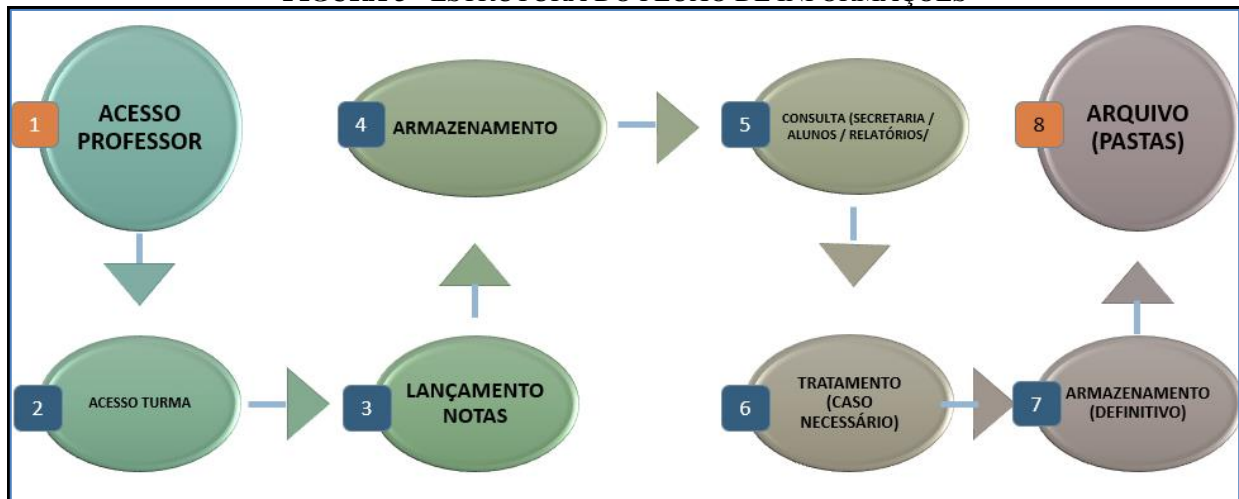 1
ACESSO
PROFESSOR
2
ACESSO TURMA
3
LANÇAMENTO
NOTAS
4
ARMAZENAMENTO
5
CONSULTA (SECRETARIA /
ALUNOS / RELATÓRIOS/
6
TRATAMENTO
(CASO
NECESSÁRIO)
7
ARMAZENAMENTO
(DEFINITIVO)
8
ARQUIVO
(PASTAS)